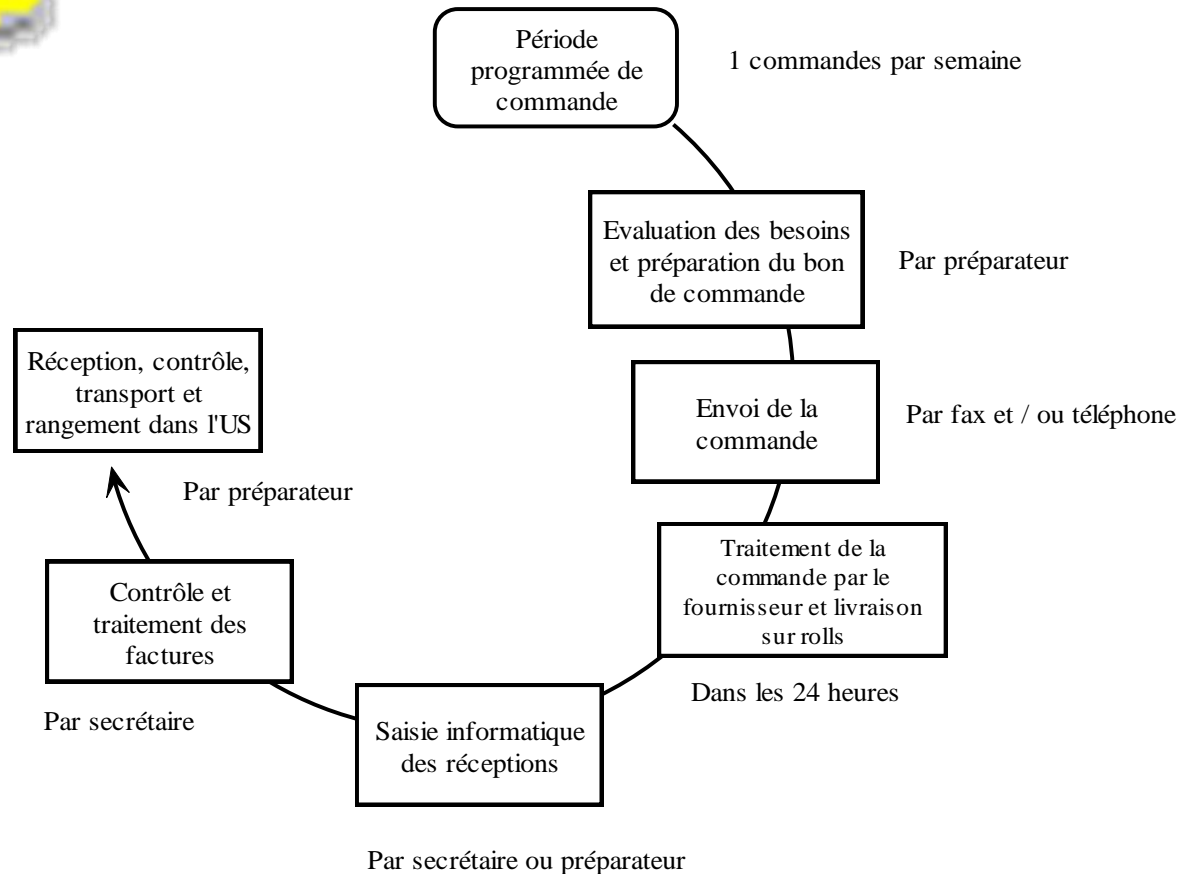 Période
programmée de
commande
1 commandes par semaine
Evaluation des besoins
et préparation du bon
de commande
Par préparateur
Envoi de la
commande
Par fax et / ou téléphone
Traitement de la
commande par le
fournisseur et livraison
sur rolls
Dans les 24 heures
Saisie informatique
des réceptions
Par secrétaire ou préparateur
Contrôle et
traitement des
factures
Par secrétaire
Réception, contrôle,
transport et
rangement dans l'US
Par préparateur